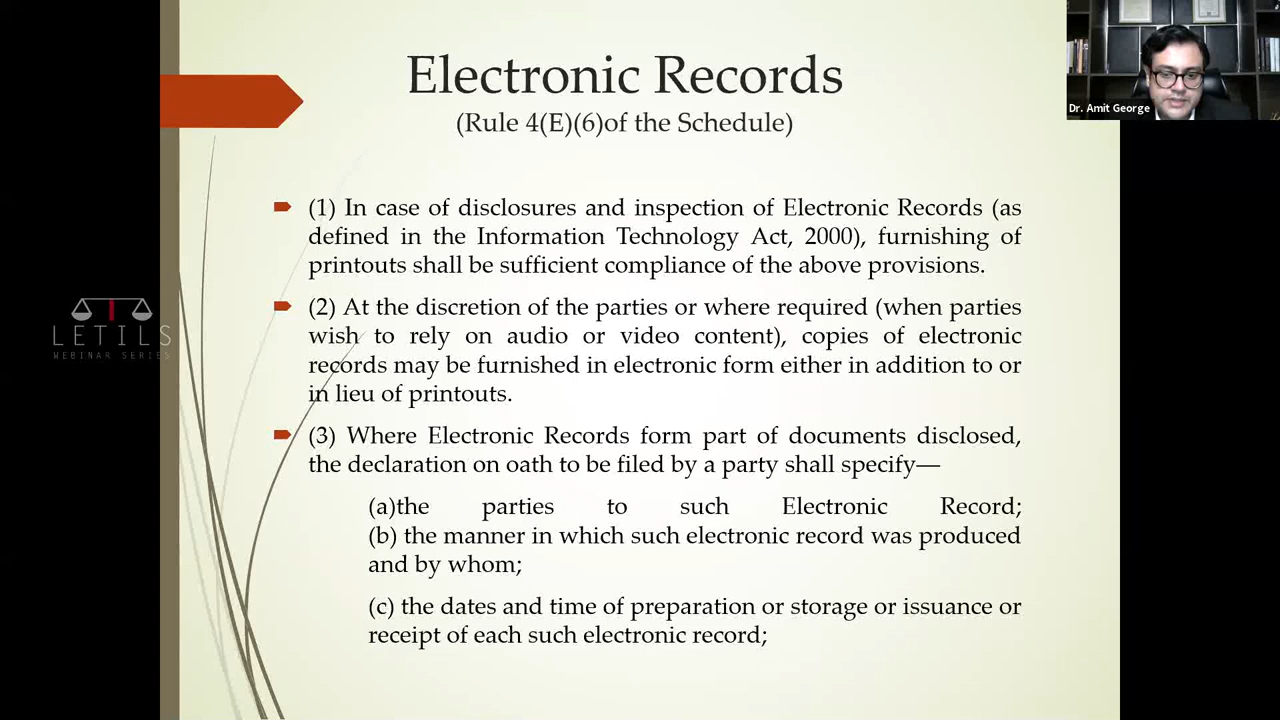 Electronic Records
(Rule 4(E)(6)of the Schedule)
Dr. Amit George
(1) In case of disclosures and inspection of Electronic Records (as
defined in the Information Technology Act, 2000), furnishing of
printouts shall be sufficient compliance of the above provisions.
(2) At the discretion of the parties or where required (when parties
wish to rely on audio or video content), copies of electronic
records may be furnished in electronic form either in addition to or
in lieu of printouts.
LETILS
WEBINAR SERIES
(3) Where Electronic Records form part of documents disclosed,
the declaration on oath to be filed by a party shall specify—
(a)the parties to such Electronic Record;
(b) the manner in which such electronic record was produced
and by whom;
(c) the dates and time of preparation or storage or issuance or
receipt of each such electronic record;